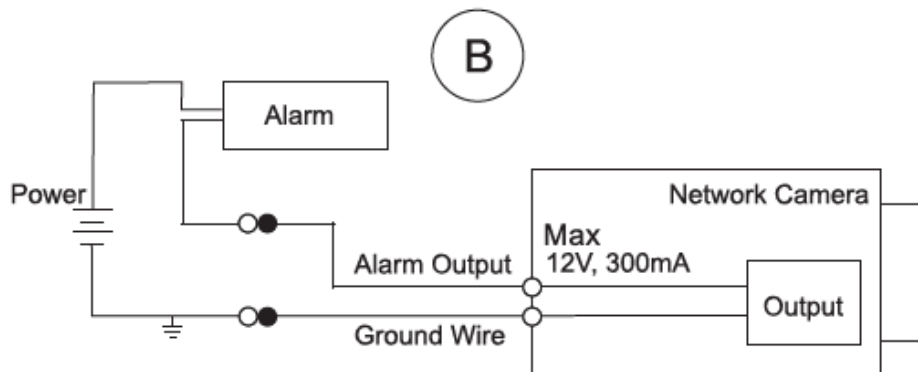 B
Alarm
Power
Network Camera
Max
12V, 300mA
Alarm Output
Output
Ground Wire